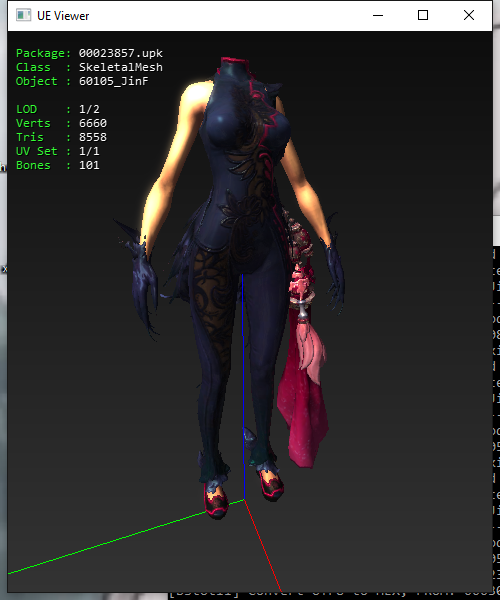 UE Viewer
Package: 00023857.upk
Class : SkeletalMesh
Object : 60105_JinF
LOD : 1/2
Verts : 6660
Tris : 8558
UV Set : 1/1
Bones : 101